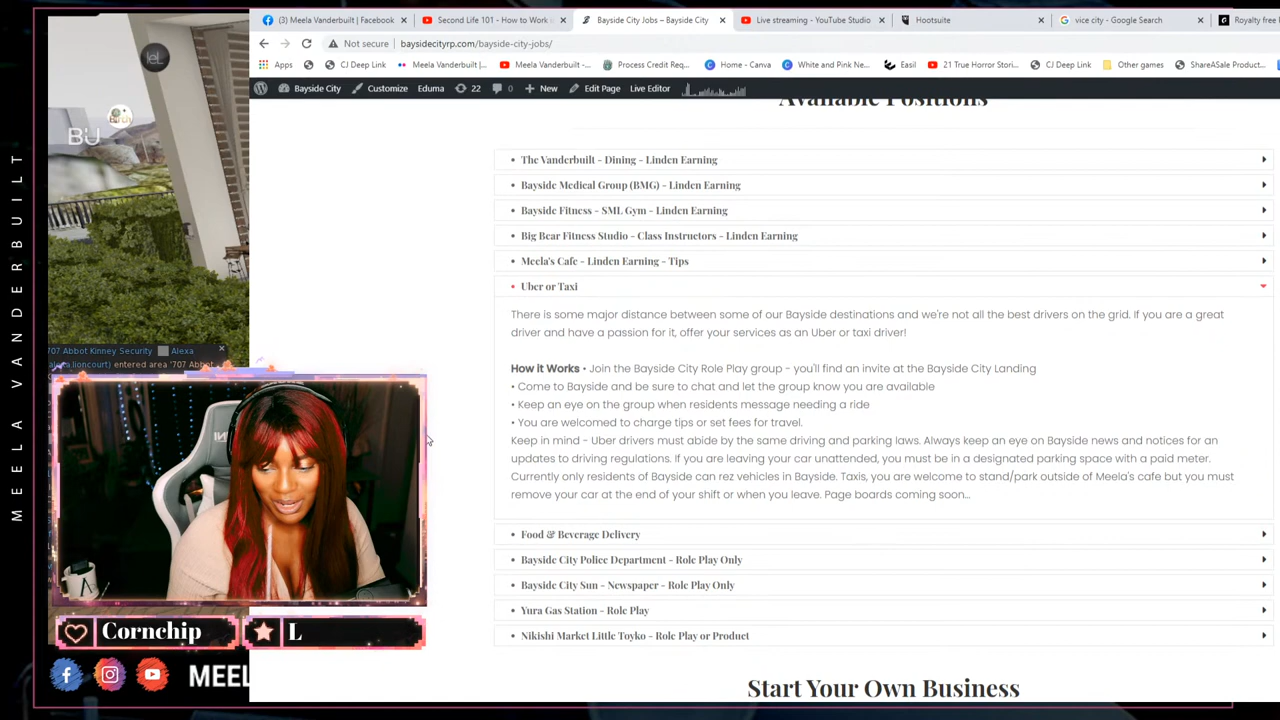 (3) Meela Vanderbuilt | Facebook
Second Life 101 - How to Work in
Bayside City Jobs – Bayside City
Live streaming - YouTube Studio
Hootsuite
vice city - Google Search
Royalty free
Not secure
baysidecityrp.com/bayside-city-jobs/
Apps
CJ Deep Link
Meela Vanderbuilt |...
Meela Vanderbuilt -...
Process Credit Req...
Home - Canva
White and Pink Ne...
Easil
21 True Horror Stori...
CJ Deep Link
Other games
ShareASale Product...
Bayside City
Customize
Eduma
22
0
New
Edit Page
Live Editor
Available Positions
• The Vanderbuilt - Dining - Linden Earning
• Bayside Medical Group (BMG) - Linden Earning
• Bayside Fitness - SML Gym - Linden Earning
• Big Bear Fitness Studio - Class Instructors - Linden Earning
• Meela's Cafe - Linden Earning - Tips
• Uber or Taxi
There is some major distance between some of our Bayside destinations and we're not all the best drivers on the grid. If you are a great
driver and have a passion for it, offer your services as an Uber or taxi driver!
How it Works • Join the Bayside City Role Play group - you'll find an invite at the Bayside City Landing
• Come to Bayside and be sure to chat and let the group know you are available
• Keep an eye on the group when residents message needing a ride
• You are welcomed to charge tips or set fees for travel.
Keep in mind - Uber drivers must abide by the same driving and parking laws. Always keep an eye on Bayside news and notices for an
updates to driving regulations. If you are leaving your car unattended, you must be in a designated parking space with a paid meter.
Currently only residents of Bayside can rez vehicles in Bayside. Taxis, you are welcome to stand/park outside of Meela's cafe but you must
remove your car at the end of your shift or when you leave. Page boards coming soon...
• Food & Beverage Delivery
• Bayside City Police Department - Role Play Only
• Bayside City Sun - Newspaper - Role Play Only
• Yura Gas Station - Role Play
• Nikishi Market Little Toyko - Role Play or Product
Start Your Own Business
MEELA VANDERBUILT
BU
707 Abbot Kinney Security
Alexa
entered area '707 Abbot
Cornchip
L
MEEL